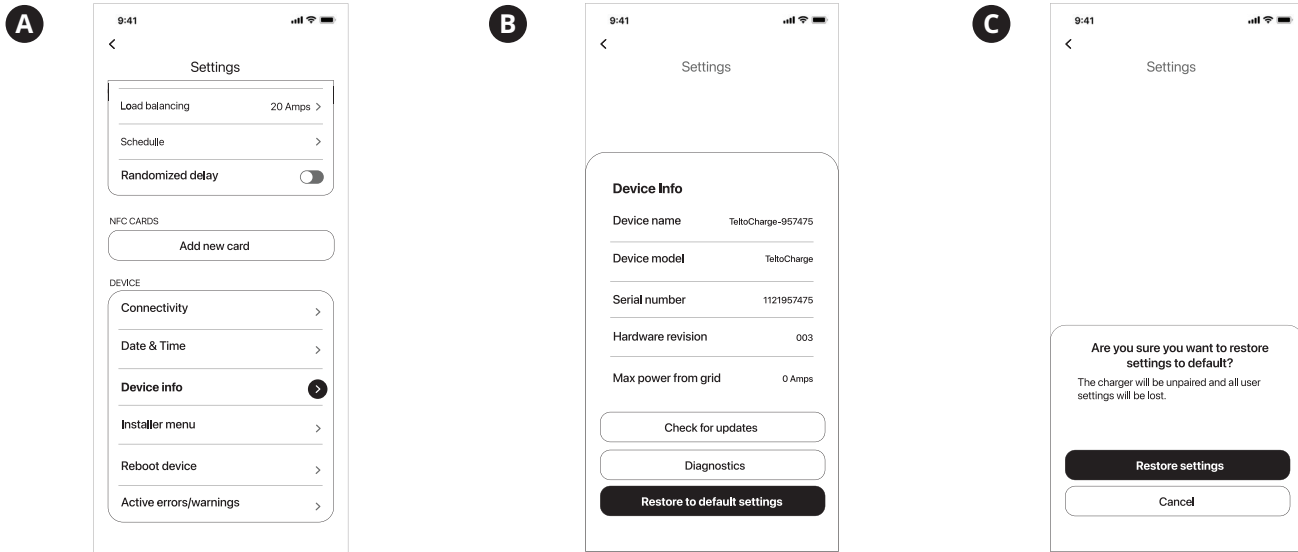 A
9:41
Settings
Load balancing 20 Amps
Schedulle
Randomized delay
NFC CARDS
Add new card
DEVICE
Connectivity
Date & Time
Device info
Installer menu
Reboot device
Active errors/warnings
B
9:41
Settings
Device Info
Device name TeltoCharge-957475
Device model TeltoCharge
Serial number 1121957475
Hardware revision 003
Max power from grid 0 Amps
Check for updates
Diagnostics
Restore to default settings
C
9:41
Settings
Are you sure you want to restore
settings to default?
The charger will be unpaired and all user
settings will be lost.
Restore settings
Cancel